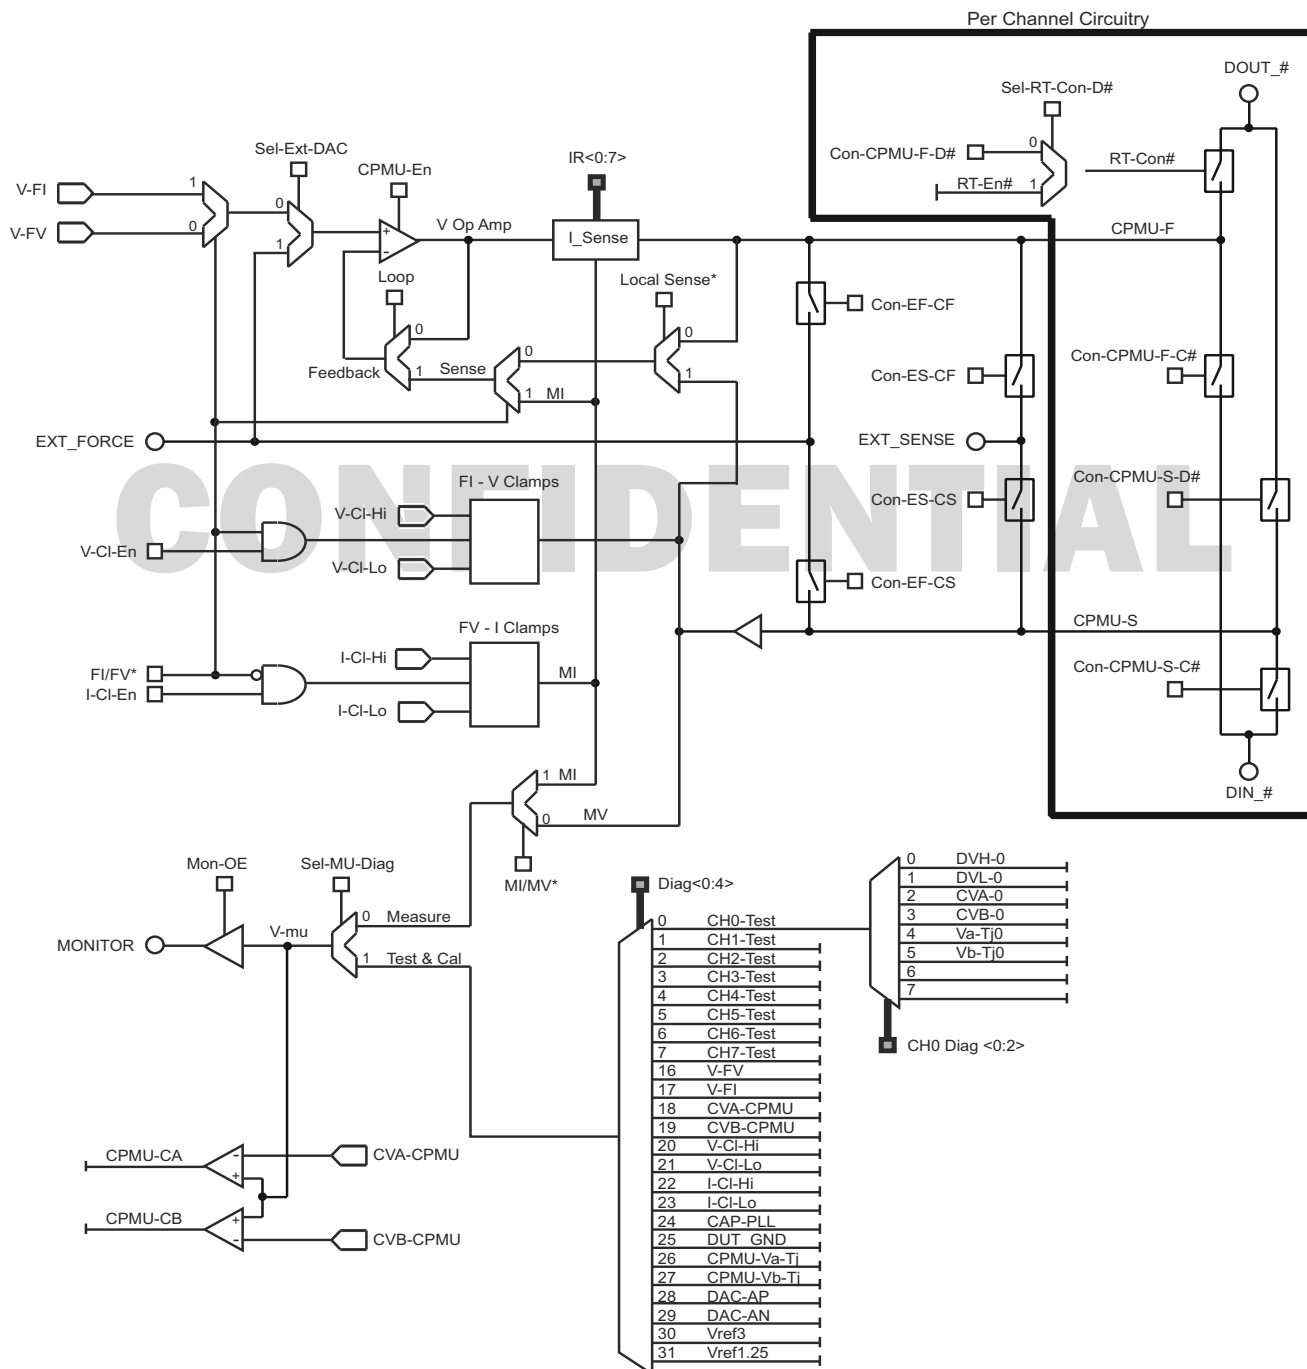 Per Channel Circuitry
DOUT_#
Sel-RT-Con-D#
0
Con-CPMU-F-D#
RT-Con#
RT-En#
1
Sel-Ext-DAC
CPMU-En
IR<0:7>
V-FI
1
0
V-FV
0
1
+
-
V Op Amp
I_Sense
CPMU-F
Loop
Local Sense*
Con-EF-CF
0
0
0
Feedback
1
Sense
1
MI
1
Con-ES-CF
Con-CPMU-F-C#
EXT_FORCE
EXT_SENSE
CONFIDENTIAL
FI - V Clamps
V-Cl-Hi
V-Cl-En
V-Cl-Lo
Con-ES-CS
Con-CPMU-S-D#
Con-EF-CS
FV - I Clamps
CPMU-S
I-Cl-Hi
FI/FV*
I-Cl-En
MI
I-Cl-Lo
Con-CPMU-S-C#
1 MI
0
MV
MI/MV*
DIN_#
Mon-OE
Sel-MU-Diag
Diag<0:4>
0 Measure
V-mu
MONITOR
1 Test & Cal
0 DVH-0
1 DVL-0
2 CVA-0
3 CVB-0
4 Va-Tj0
5 Vb-Tj0
6
7
CH0 Diag <0:2>
0 CH0-Test
1 CH1-Test
2 CH2-Test
3 CH3-Test
4 CH4-Test
5 CH5-Test
6 CH6-Test
7 CH7-Test
16 V-FV
17 V-FI
18 CVA-CPMU
19 CVB-CPMU
20 V-Cl-Hi
21 V-Cl-Lo
22 I-Cl-Hi
23 I-Cl-Lo
24 CAP-PLL
25 DUT_GND
26 CPMU-Va-Tj
27 CPMU-Vb-Tj
28 DAC-AP
29 DAC-AN
30 Vref3
31 Vref1.25
CPMU-CA
-
+
CVA-CPMU
CPMU-CB
+
-
CVB-CPMU